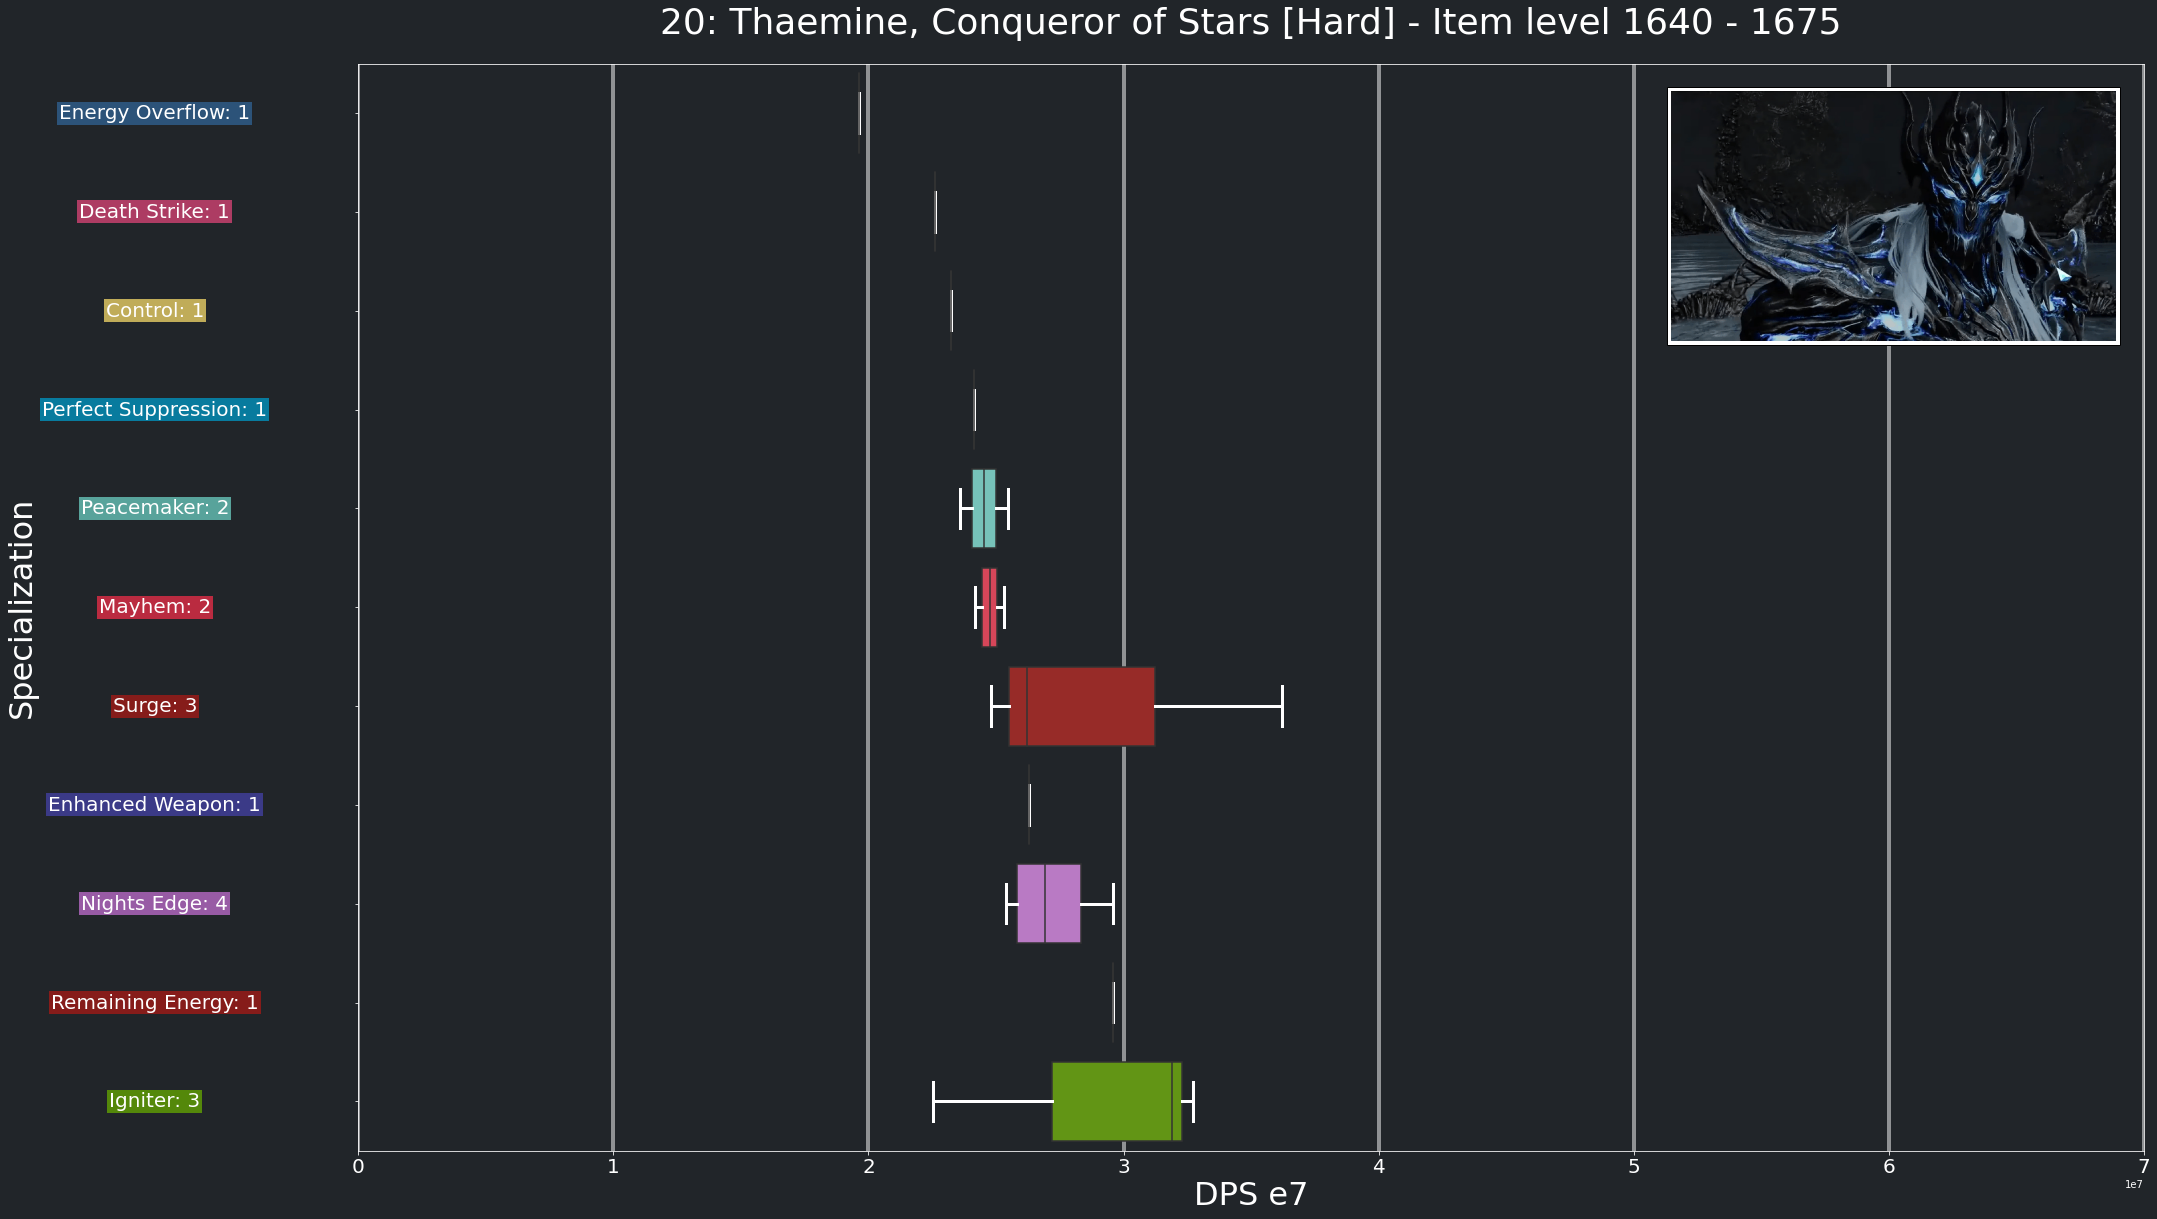 20: Thaemine, Conqueror of Stars [Hard] - Item level 1640 - 1675
Specialization
Energy Overflow: 1
Death Strike: 1
Control: 1
Perfect Suppression: 1
Peacemaker: 2
Mayhem: 2
Surge: 3
Enhanced Weapon: 1
Nights Edge: 4
Remaining Energy: 1
Igniter: 3
0 1 2 3 4 5 6 7
1e7
DPS e7